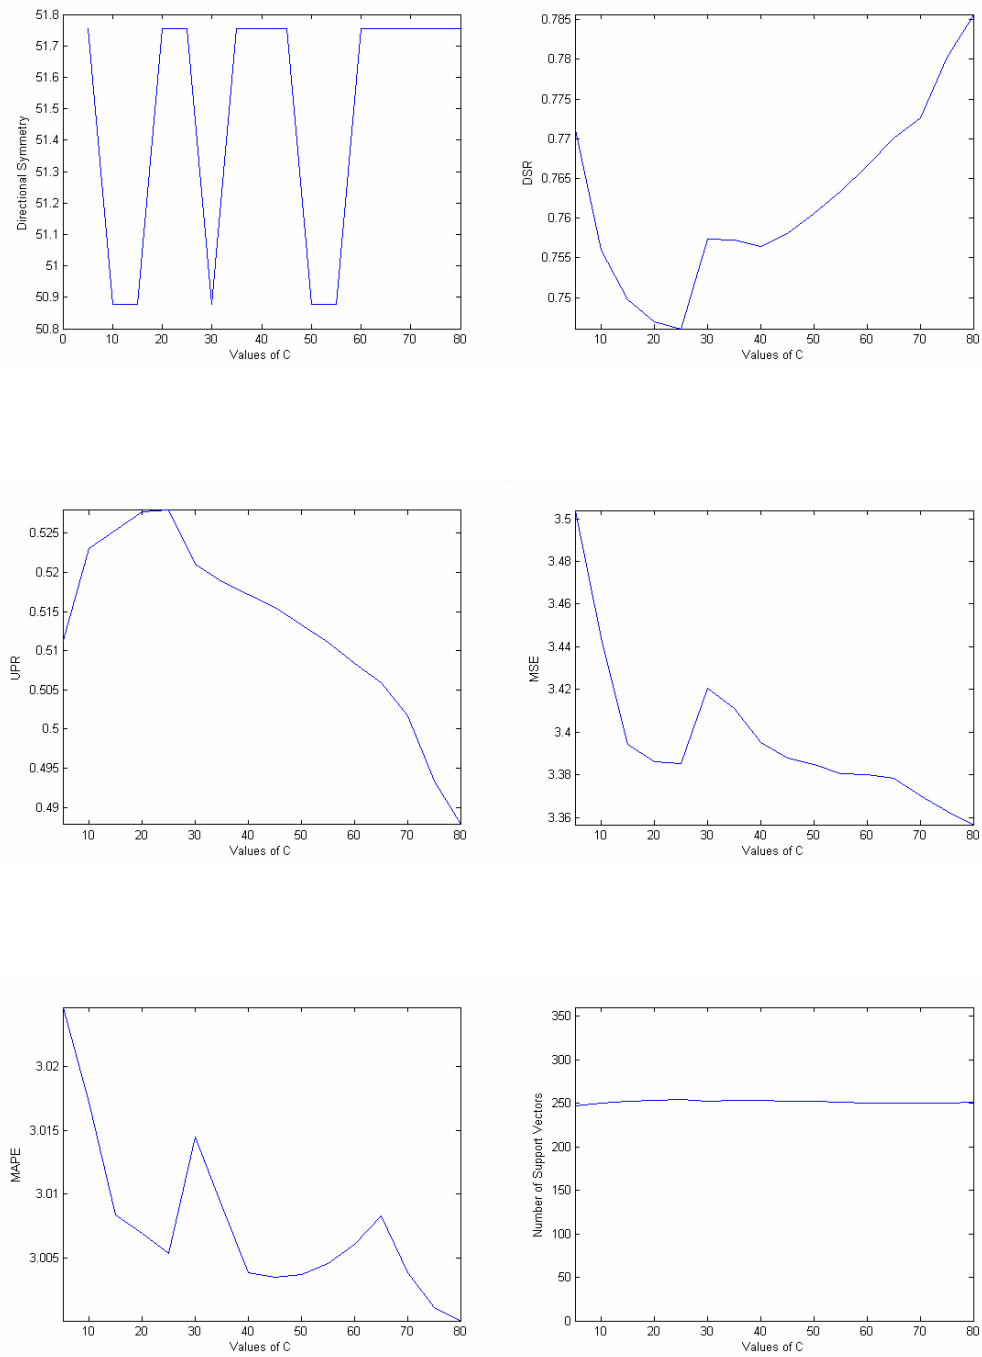 51.8
51.7
51.6
51.5
51.4
51.3
51.2
51.1
51
50.9
50.8
Directional Symmetry
0 10 20 30 40 50 60 70 80
Values of C
0.785
0.78
0.775
0.77
0.765
0.76
0.755
0.75
DSR
10 20 30 40 50 60 70 80
Values of C
0.525
0.52
0.515
0.51
0.505
0.5
0.495
0.49
UPR
10 20 30 40 50 60 70 80
Values of C
3.5
3.48
3.46
3.44
3.42
3.4
3.38
3.36
MSE
10 20 30 40 50 60 70 80
Values of C
3.02
3.015
3.01
3.005
MAPE
10 20 30 40 50 60 70 80
Values of C
350
300
250
200
150
100
50
0
Number of Support Vectors
10 20 30 40 50 60 70 80
Values of C